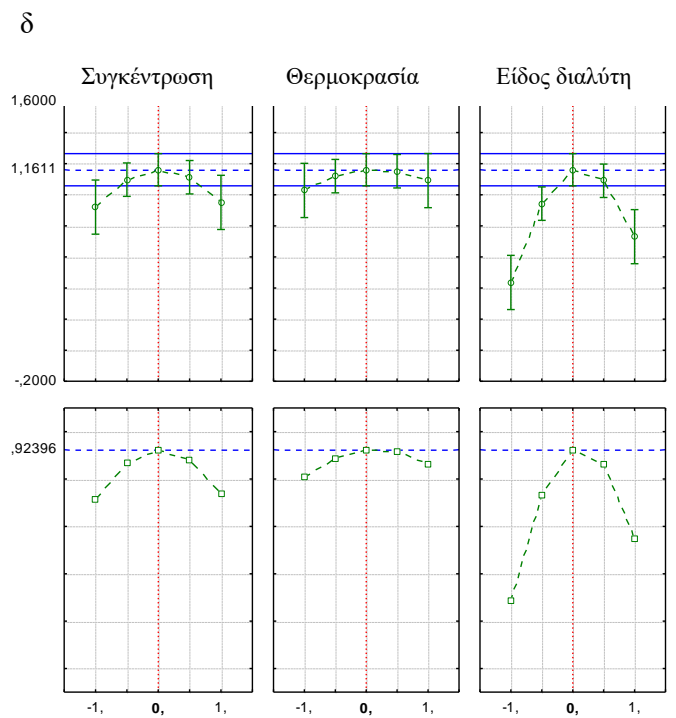 δ
Συγκέντρωση Θερμοκρασία Είδος διαλύτη
1,6000
1,1611
-,2000
,92396
-1, 0, 1, -1, 0, 1, -1, 0, 1,